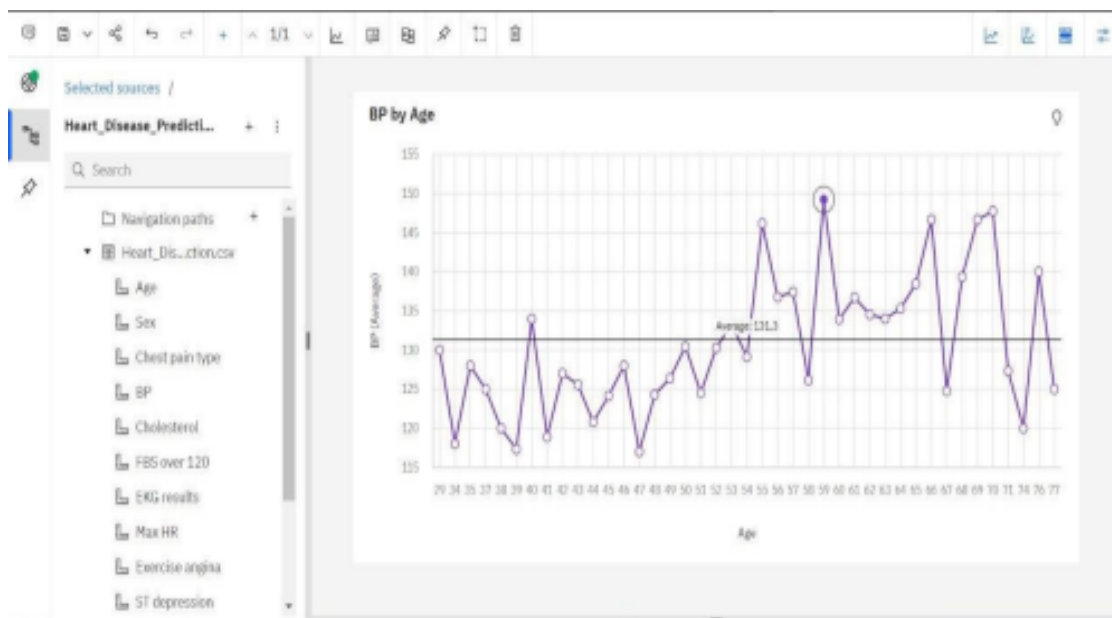 1/1
Selected sources /
Heart_Disease_Predicti...
Search
Navigation paths
Heart_Dis...ction.csv
Age
Sex
Chest pain type
BP
Cholesterol
FBS over 120
EKG results
Max HR
Exercise angina
ST depression
BP by Age
155
150
145
140
135
130
125
120
115
BP (Average)
Average: 131.3
29 34 35 37 38 39 40 41 42 43 44 45 46 47 48 49 50 51 52 53 54 55 56 57 58 59 60 61 62 63 64 65 66 67 68 69 70 71 74 76 77
Age